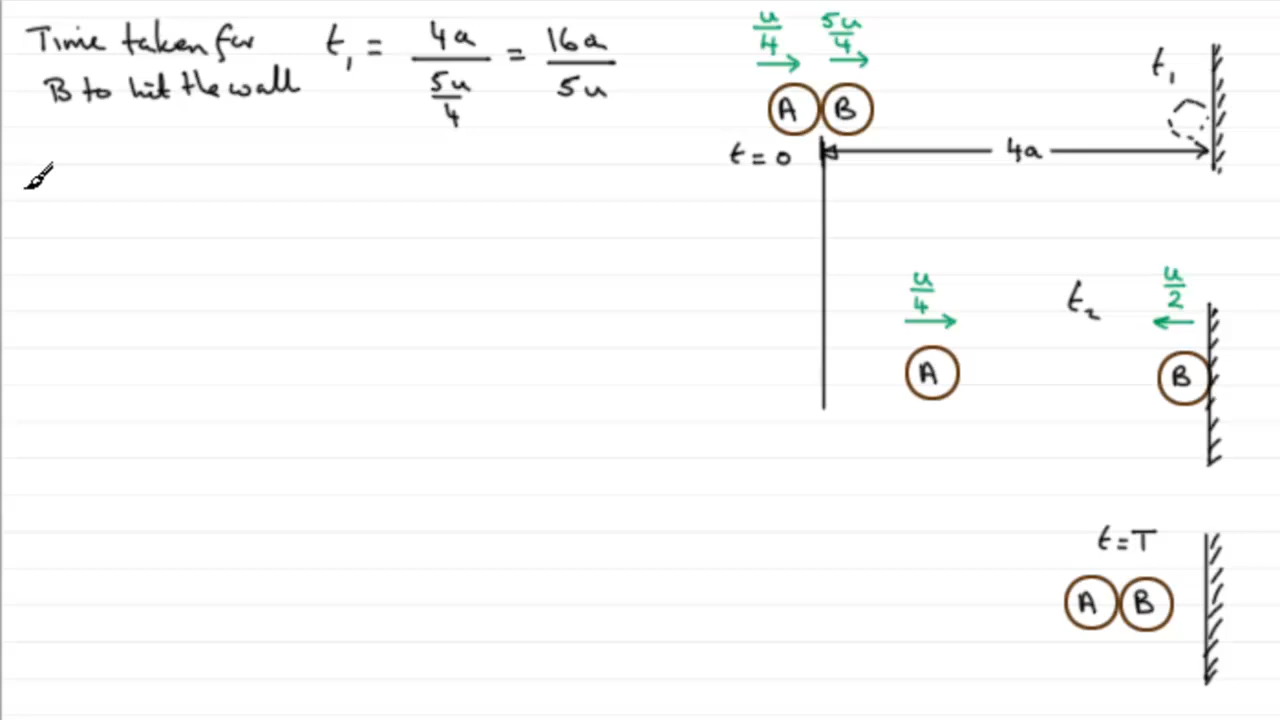 Time taken for
B to hit the wall
t₁ = 4a / (5u/4) = 16a / 5u
u/4 5u/4
A B
t₁
t = 0
4a
u/4
t₂
u/2
A B
t = T
A B